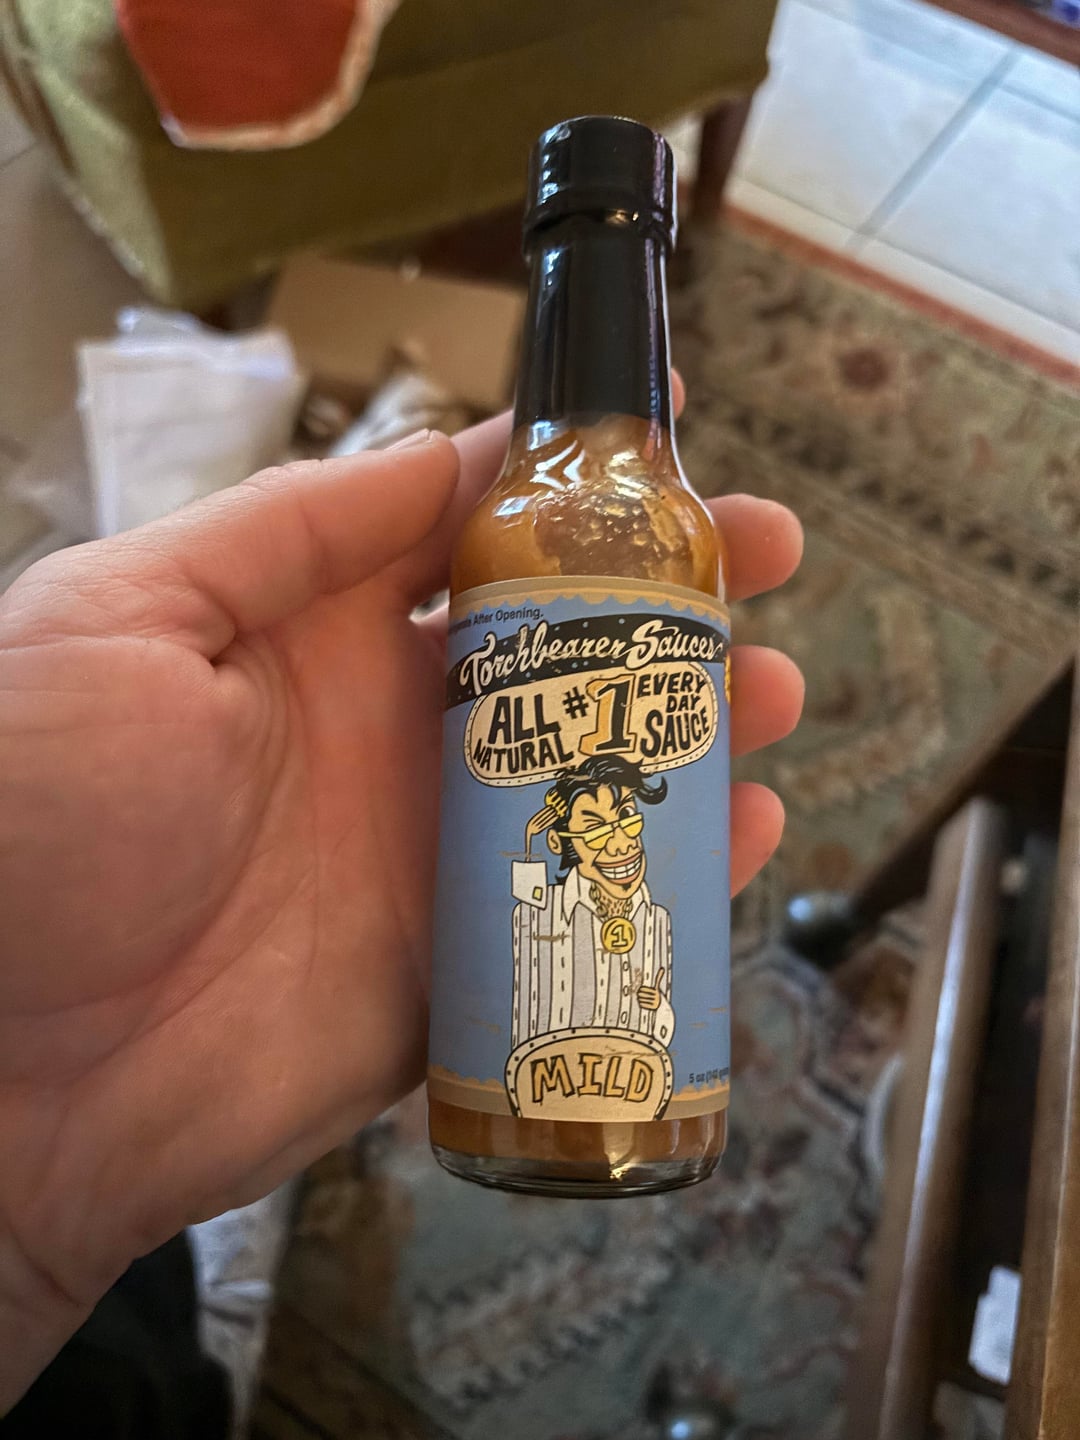 After Opening.
Torchbearer Sauces
ALL NATURAL
#1
EVERY DAY SAUCE
1
MILD
5 oz